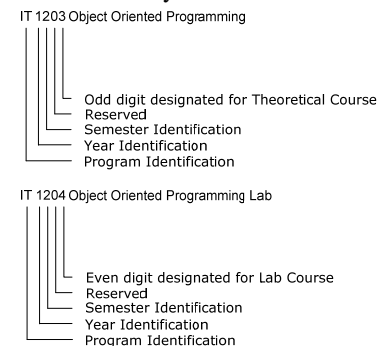 IT 1203 Object Oriented Programming
Odd digit designated for Theoretical Course
Reserved
Semester Identification
Year Identification
Program Identification
IT 1204 Object Oriented Programming Lab
Even digit designated for Lab Course
Reserved
Semester Identification
Year Identification
Program Identification